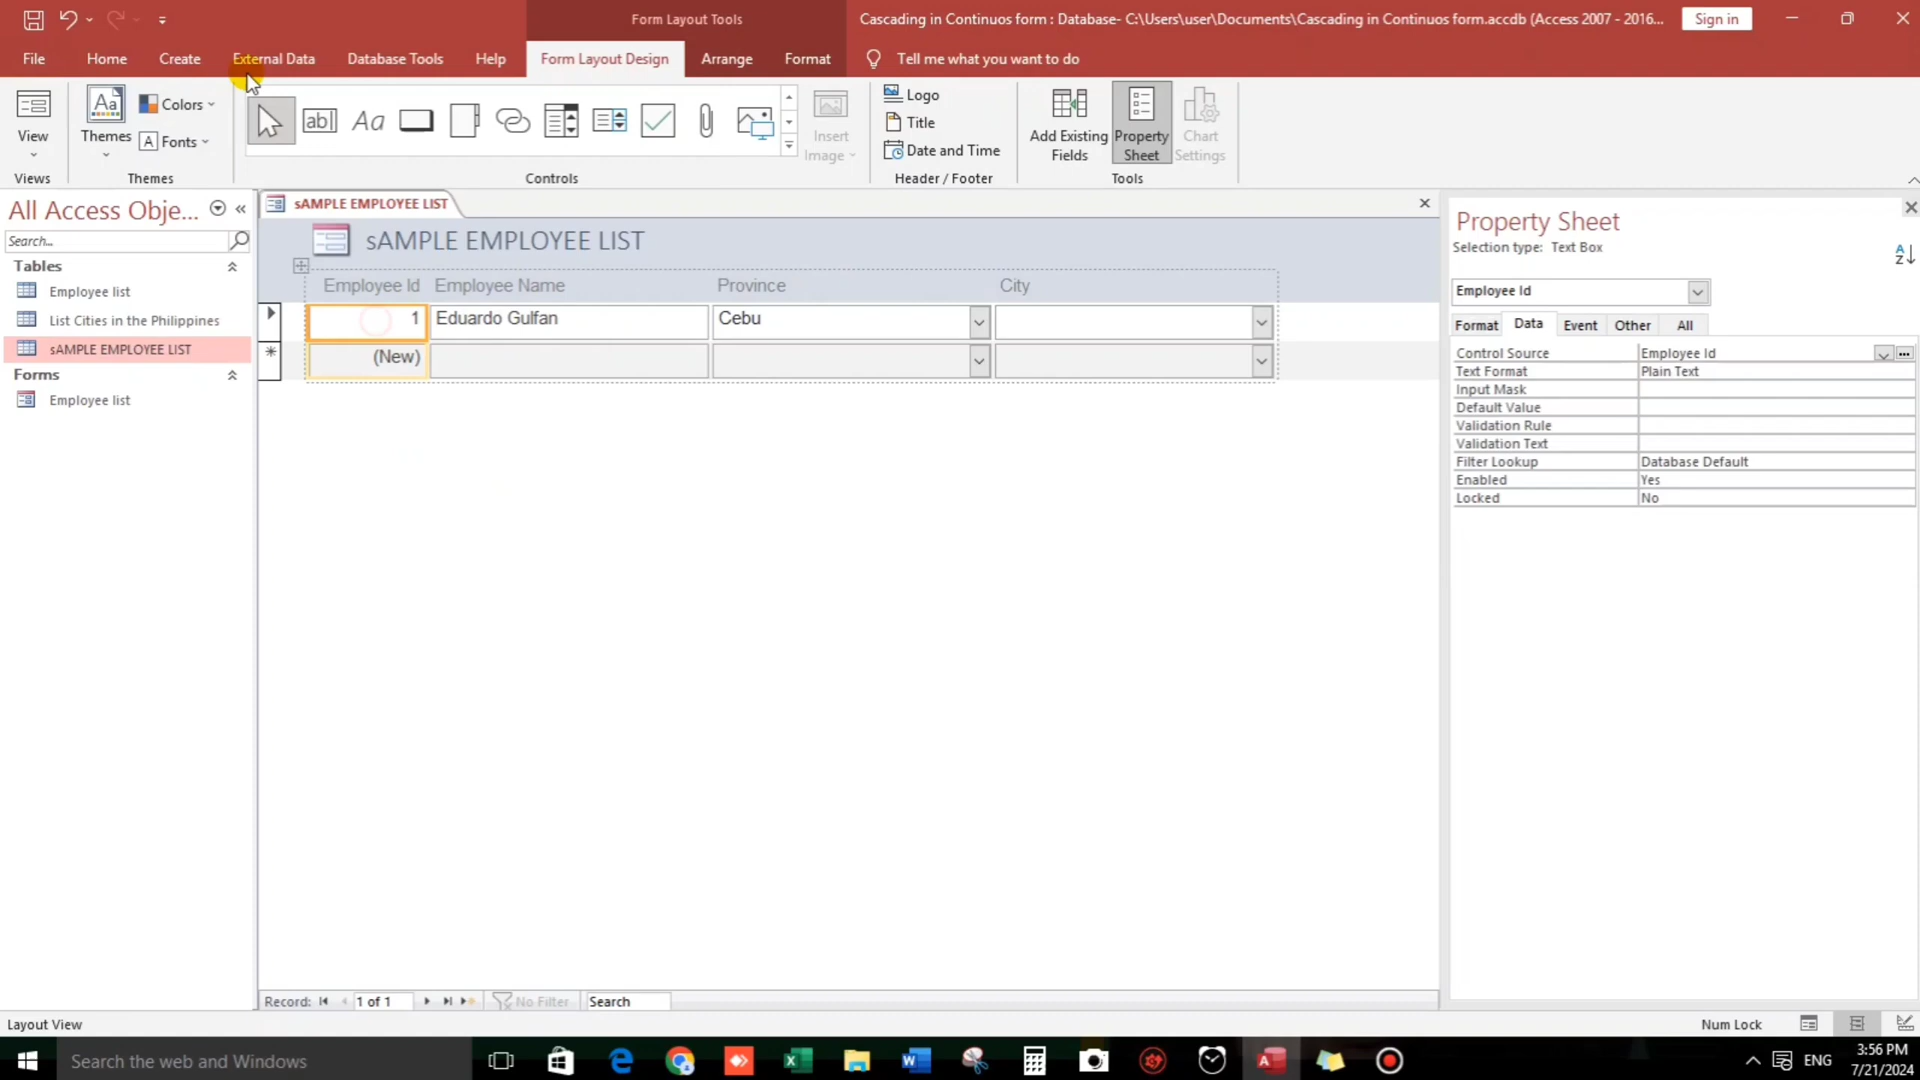 Form Layout Tools
Cascading in Continuos form : Database- C:\Users\user\Documents\Cascading in Continuos form.accdb (Access 2007 - 2016...
Sign in
File
Home
Create
External Data
Database Tools
Help
Form Layout Design
Arrange
Format
Tell me what you want to do
View
Views
Aa
Themes
Colors
A Fonts
Themes
ab
Aa
Controls
Insert Image
Logo
Title
Date and Time
Header / Footer
Add Existing Fields
Property Sheet
Chart Settings
Tools
All Access Obje...
Search...
Tables
Employee list
List Cities in the Philippines
sAMPLE EMPLOYEE LIST
Forms
Employee list
sAMPLE EMPLOYEE LIST
sAMPLE EMPLOYEE LIST
Employee Id Employee Name Province City
1 Eduardo Gulfan Cebu
(New)
Record: 1 of 1 No Filter Search
Property Sheet
Selection type: Text Box
AZ
Employee Id
Format Data Event Other All
Control Source Employee Id
Text Format Plain Text
Input Mask
Default Value
Validation Rule
Validation Text
Filter Lookup Database Default
Enabled Yes
Locked No
Layout View
Num Lock
Search the web and Windows
ENG
3:56 PM
7/21/2024